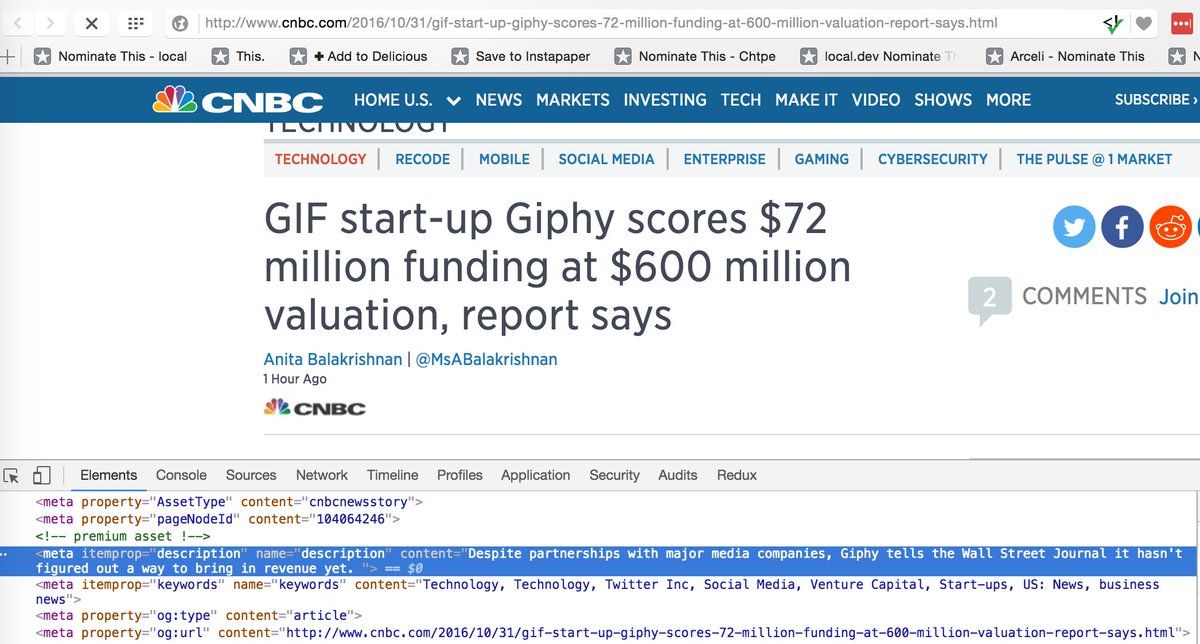 http://www.cnbc.com/2016/10/31/gif-start-up-giphy-scores-72-million-funding-at-600-million-valuation-report-says.html
Nominate This - local This. + Add to Delicious Save to Instapaper Nominate This - Chtpe local.dev Nominate Th Arceli - Nominate This N
CNBC HOME U.S. NEWS MARKETS INVESTING TECH MAKE IT VIDEO SHOWS MORE SUBSCRIBE ›
TECHNOLOGY
TECHNOLOGY | RECODE | MOBILE | SOCIAL MEDIA | ENTERPRISE | GAMING | CYBERSECURITY | THE PULSE @ 1 MARKET
GIF start-up Giphy scores $72
million funding at $600 million
valuation, report says
2 COMMENTS Join
Anita Balakrishnan | @MsABalakrishnan
1 Hour Ago
CNBC
Elements Console Sources Network Timeline Profiles Application Security Audits Redux
<meta property="AssetType" content="cnbcnewsstory">
<meta property="pageNodeId" content="104064246">
<!-- premium asset !-->
<meta itemprop="description" name="description" content="Despite partnerships with major media companies, Giphy tells the Wall Street Journal it hasn't
figured out a way to bring in revenue yet. "> == $0
<meta itemprop="keywords" name="keywords" content="Technology, Technology, Twitter Inc, Social Media, Venture Capital, Start-ups, US: News, business
news">
<meta property="og:type" content="article">
<meta property="og:url" content="http://www.cnbc.com/2016/10/31/gif-start-up-giphy-scores-72-million-funding-at-600-million-valuation-report-says.html">